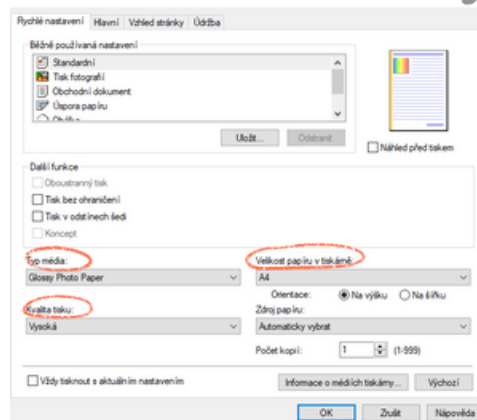 Rychlé nastavení Hlavní Vzhled stránky Údržba
Běžně používaná nastavení
Standardní
Tisk fotografií
Obchodní dokument
Úspora papíru
Obálka
Uložit... Odstranit
Náhled před tiskem
Další funkce
Oboustranný tisk
Tisk bez ohraničení
Tisk v odstínech šedi
Koncept
Typ média: Velikost papíru v tiskárně:
Glossy Photo Paper A4
Orientace: Na výšku Na šířku
Kvalita tisku: Zdroj papíru:
Vysoká Automaticky vybrat
Počet kopií: 1 (1-999)
Vždy tisknout s aktuálním nastavením Informace o médiích tiskárny... Výchozí
OK Zrušit Nápověda